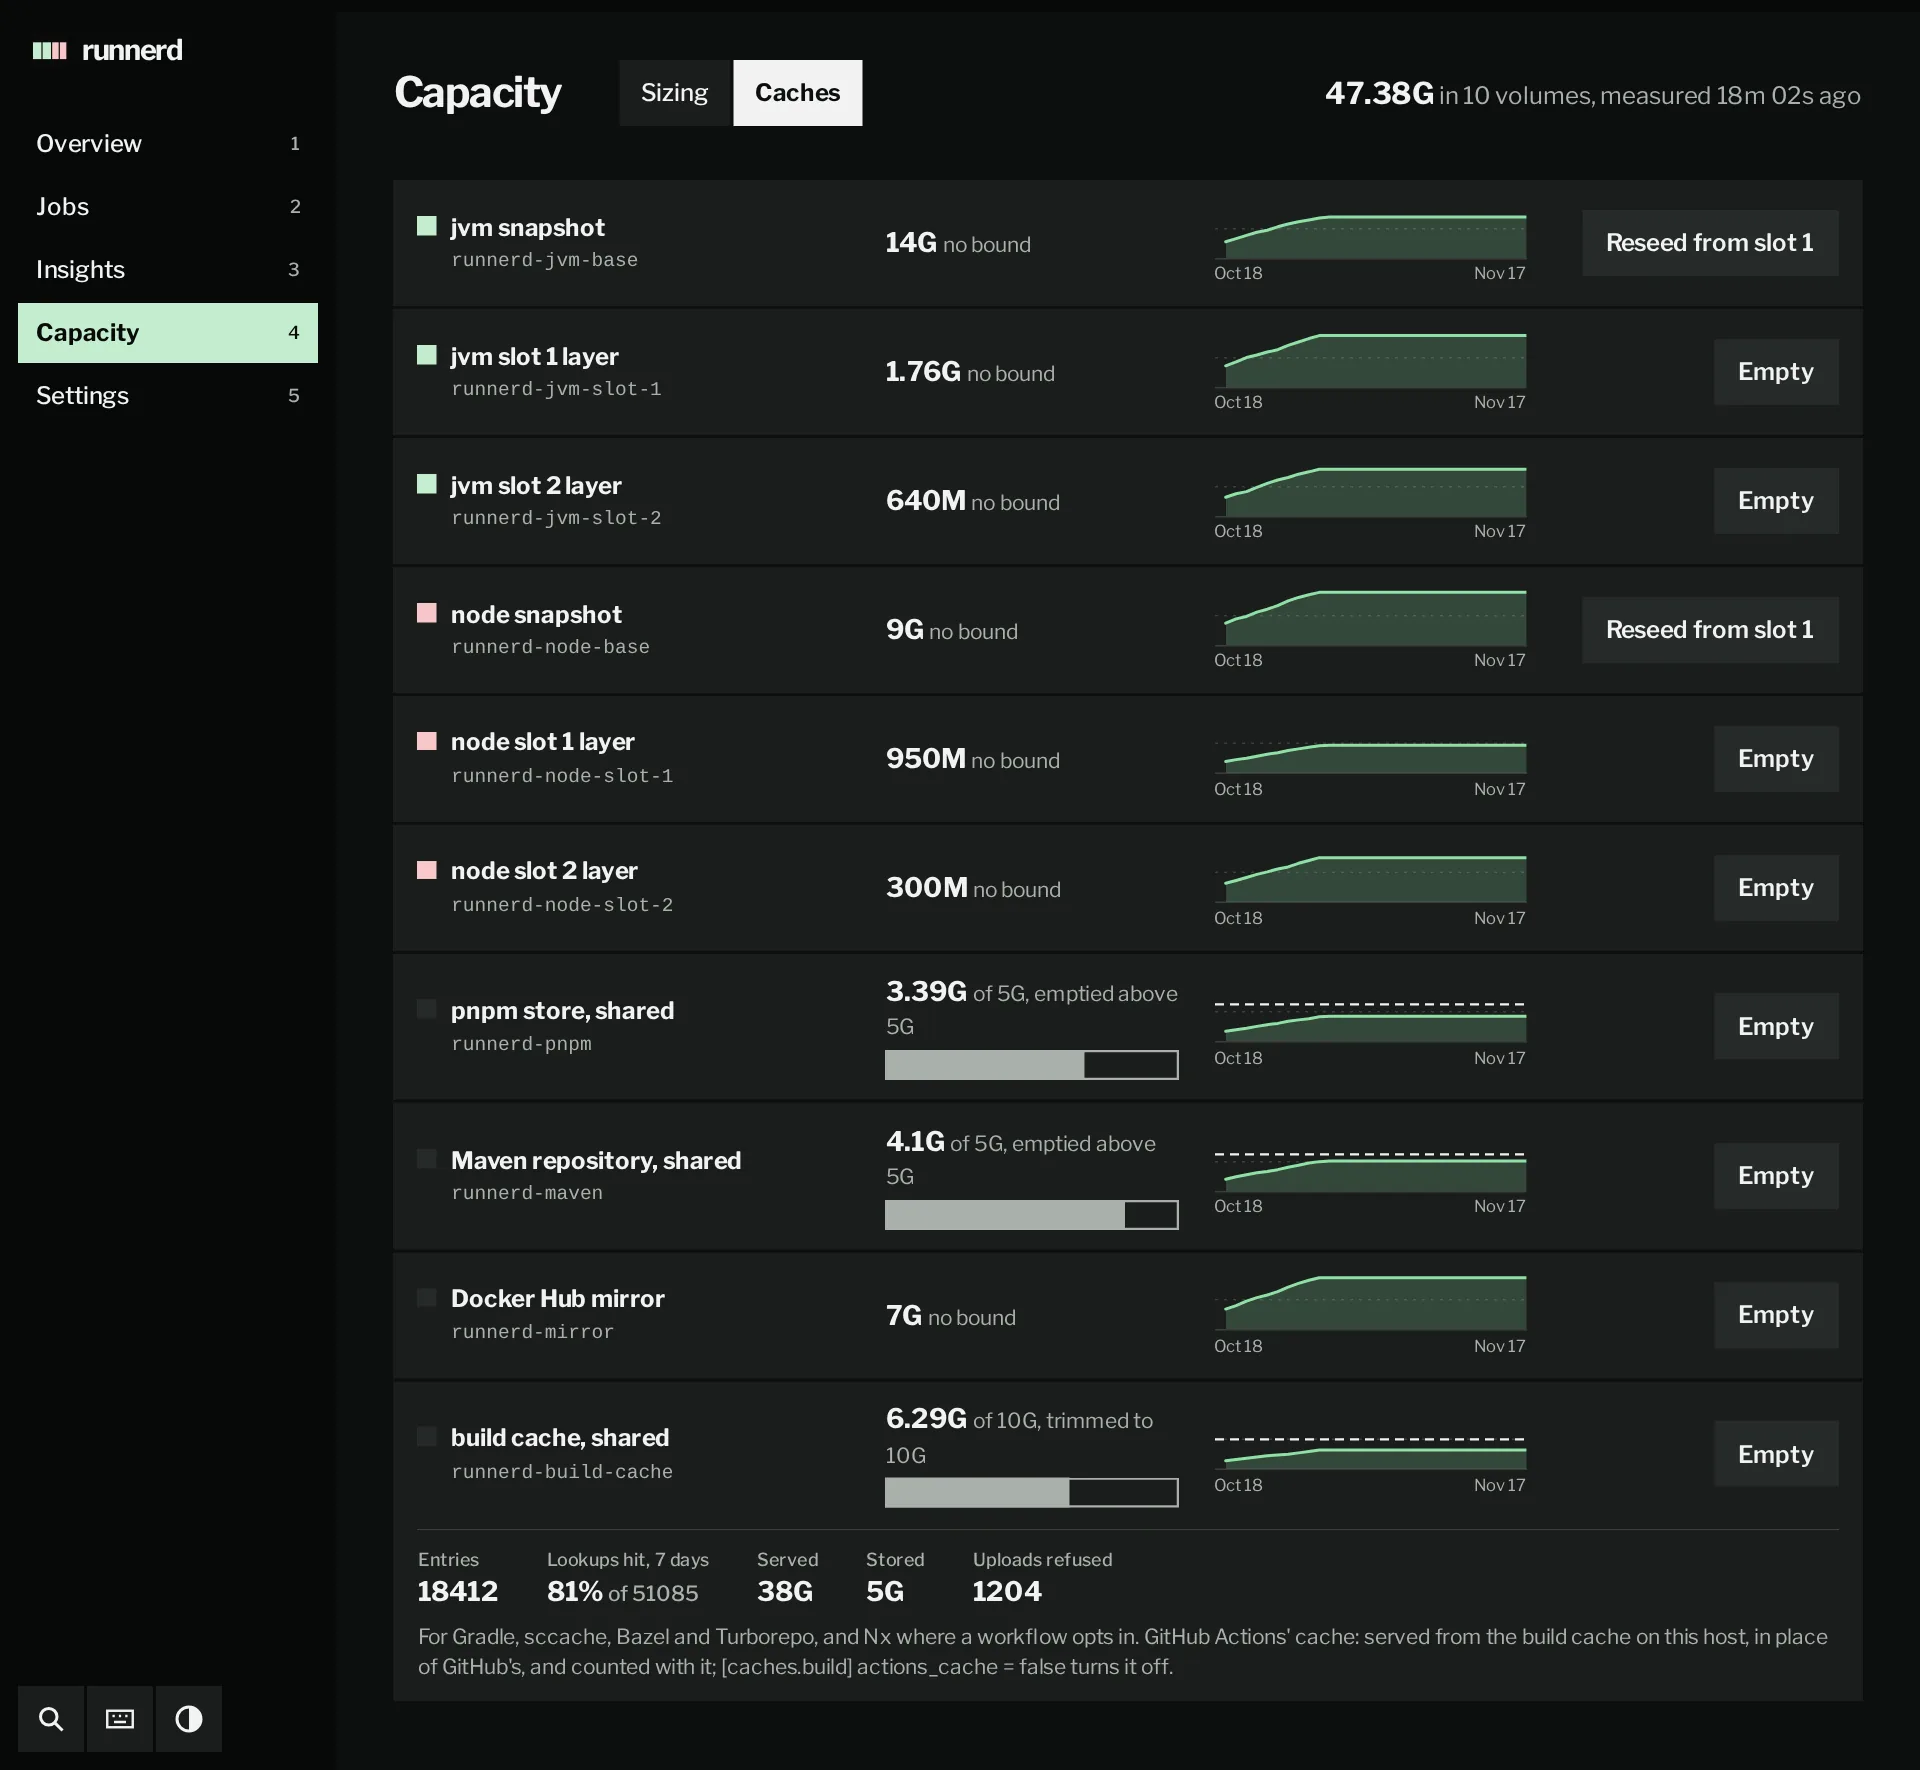 runnerd
Overview 1
Jobs 2
Insights 3
Capacity 4
Settings 5
Capacity
Sizing
Caches
47.38G in 10 volumes, measured 18m 02s ago
jvm snapshot
runnerd-jvm-base
14G no bound
Oct 18 Nov 17
Reseed from slot 1
jvm slot 1 layer
runnerd-jvm-slot-1
1.76G no bound
Oct 18 Nov 17
Empty
jvm slot 2 layer
runnerd-jvm-slot-2
640M no bound
Oct 18 Nov 17
Empty
node snapshot
runnerd-node-base
9G no bound
Oct 18 Nov 17
Reseed from slot 1
node slot 1 layer
runnerd-node-slot-1
950M no bound
Oct 18 Nov 17
Empty
node slot 2 layer
runnerd-node-slot-2
300M no bound
Oct 18 Nov 17
Empty
pnpm store, shared
runnerd-pnpm
3.39G of 5G, emptied above
5G
Oct 18 Nov 17
Empty
Maven repository, shared
runnerd-maven
4.1G of 5G, emptied above
5G
Oct 18 Nov 17
Empty
Docker Hub mirror
runnerd-mirror
7G no bound
Oct 18 Nov 17
Empty
build cache, shared
runnerd-build-cache
6.29G of 10G, trimmed to
10G
Oct 18 Nov 17
Empty
Entries
18412
Lookups hit, 7 days
81% of 51085
Served
38G
Stored
5G
Uploads refused
1204
For Gradle, sccache, Bazel and Turborepo, and Nx where a workflow opts in. GitHub Actions' cache: served from the build cache on this host, in place
of GitHub's, and counted with it; [caches.build] actions_cache = false turns it off.